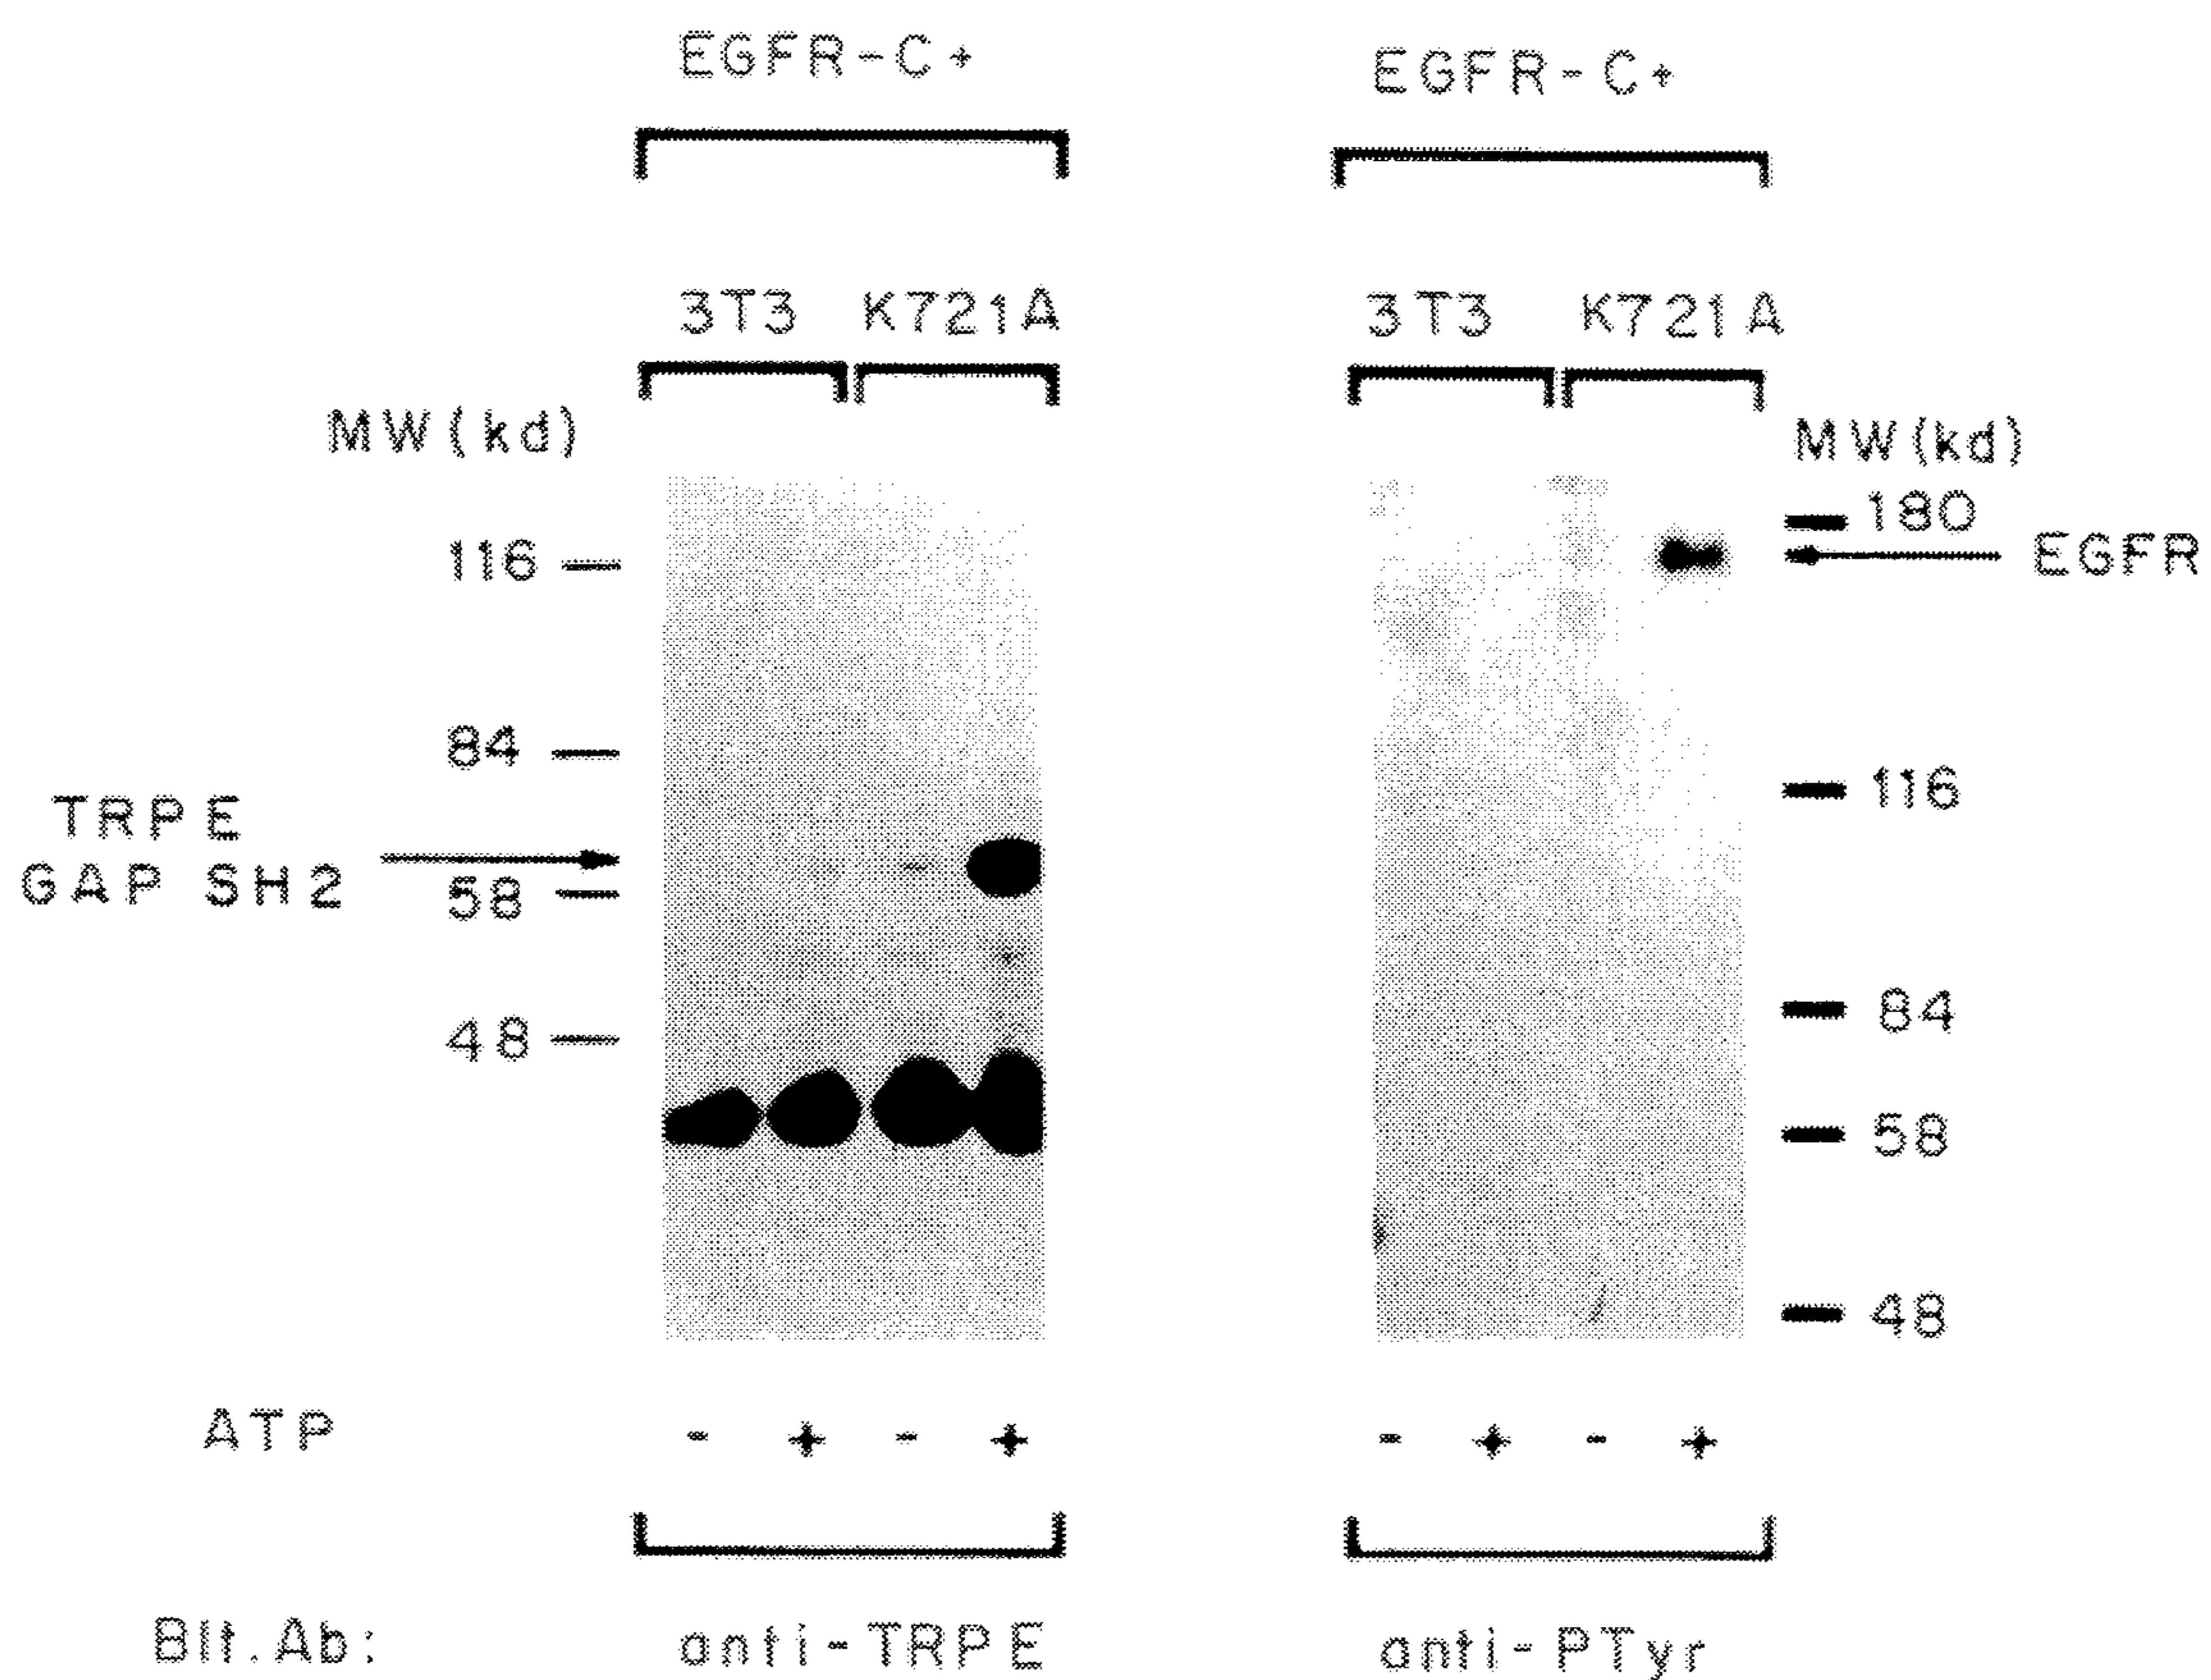 EGFR-C+ EGFR-C+
3T3 K721A 3T3 K721A
MW(kd) MW(kd)
180
116 EGFR
84 116
TRPE
GAP SH2 58
84
48
58
48
ATP - + - + - + - +
Blt.Ab: anti-TRPE anti-PTyr